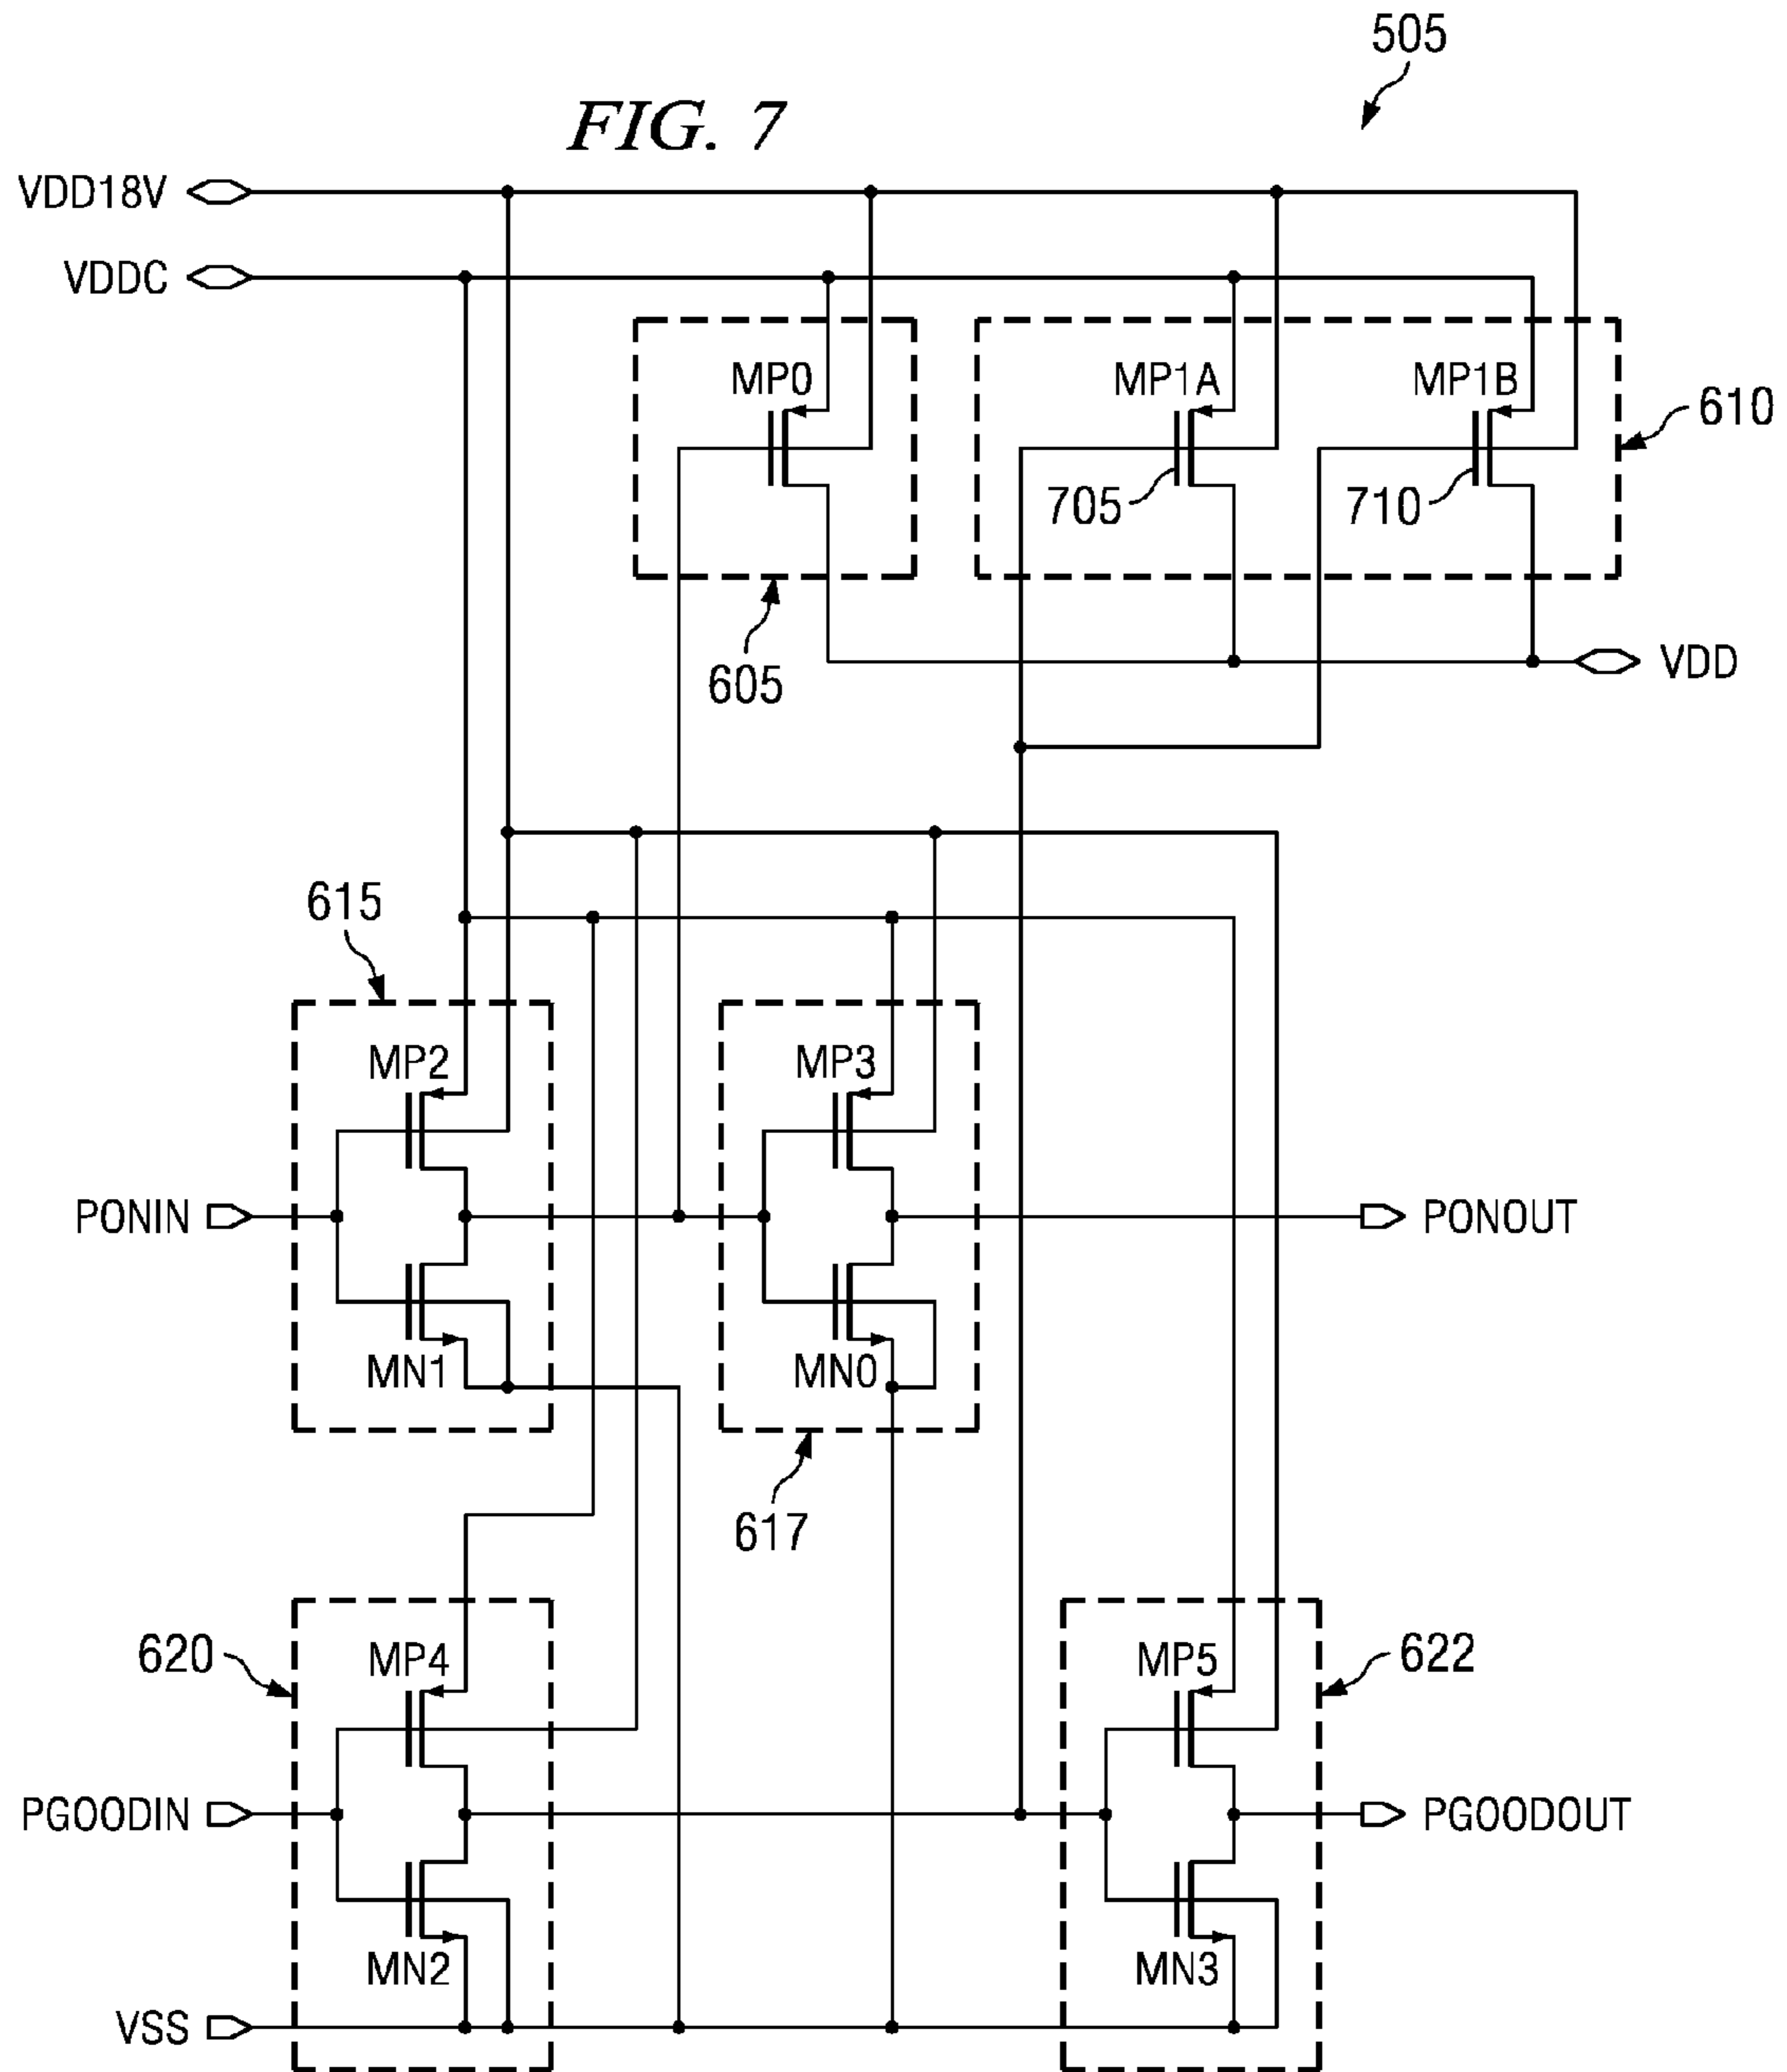 505
FIG. 7
VDD18V
VDDC
MP0
MP1A
MP1B
610
705
710
605
VDD
615
MP2
MP3
PONIN
PONOUT
MN1
MN0
617
620
MP4
MP5
622
PGOODIN
PGOODOUT
MN2
MN3
VSS